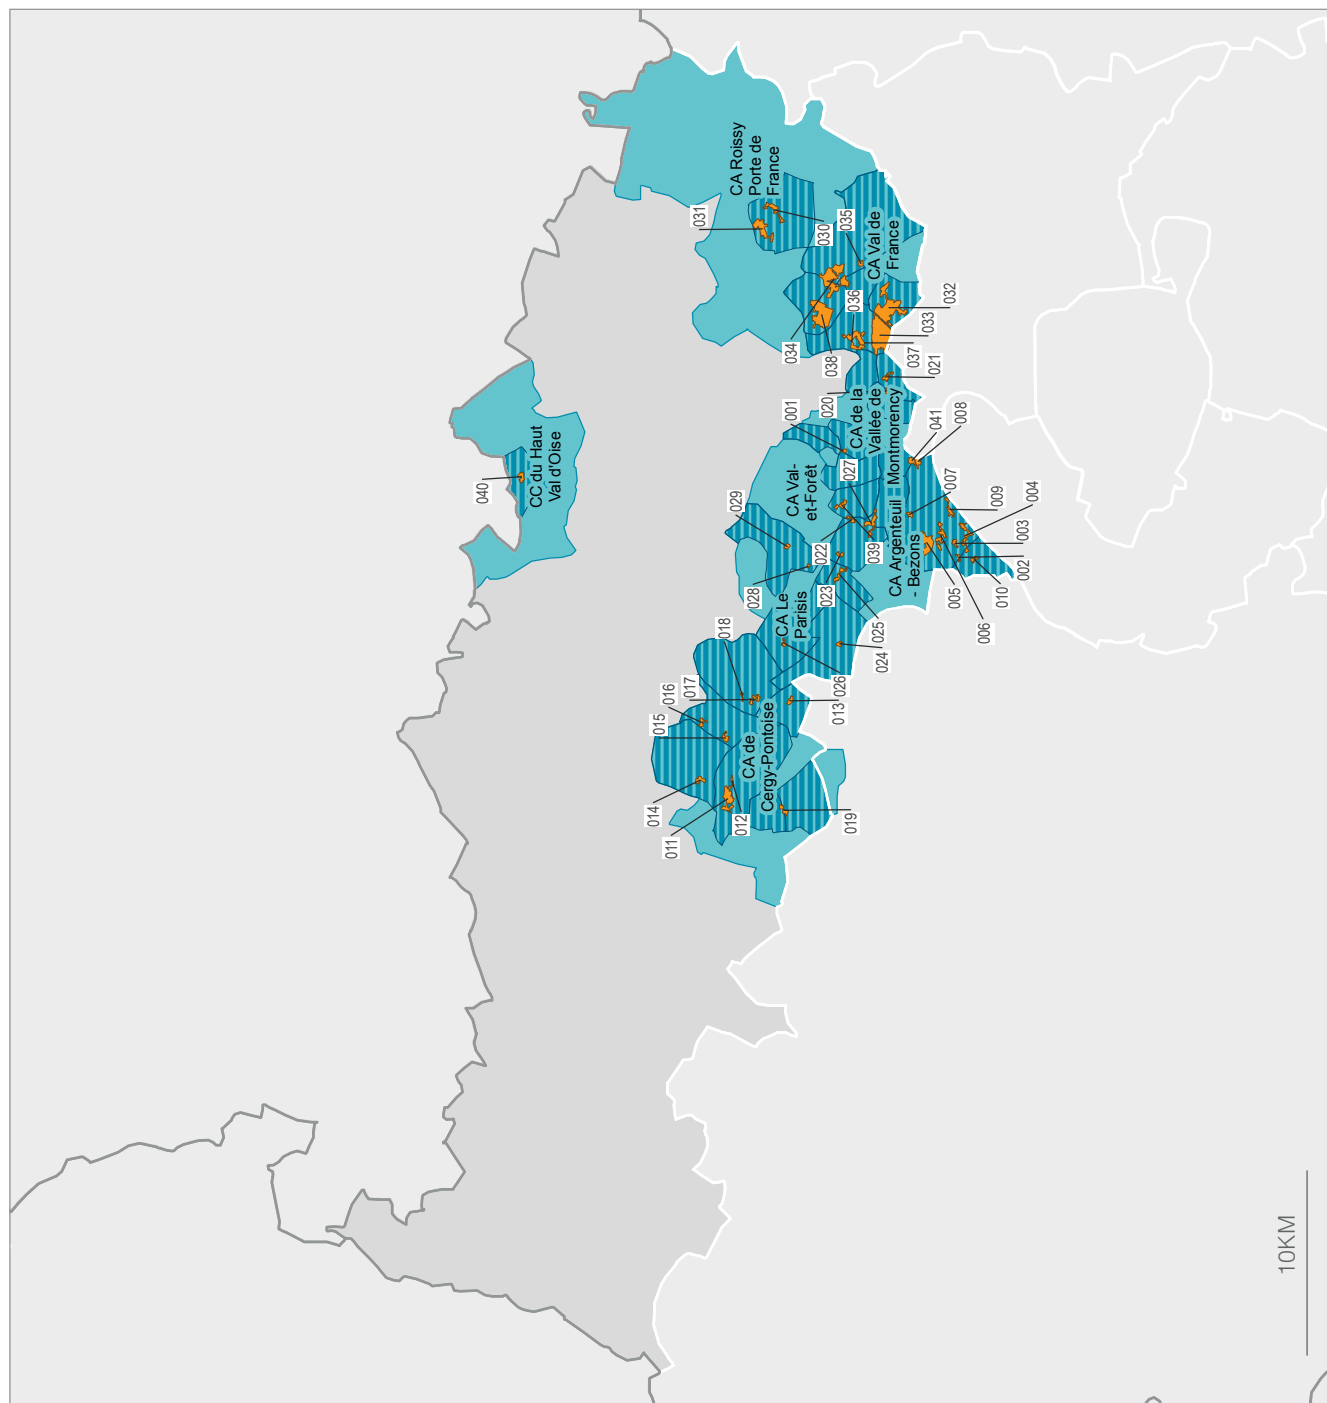 031
CA Roissy
Porte de
France
030
035
CA Val de
France
034
038
036
032
033
037
021
020
001
CA de la
Vallée de
Montmorency
027
041
008
040
CC du Haut
Val d'Oise
029
CA Val-
et-Forêt
007
009
004
003
002
010
022
039
CA Argenteuil
- Bezons
005
006
028
023
CA Le
Parisis
025
024
018
017
016
026
013
015
CA de
Cergy-Pontoise
014
011
012
019
10KM